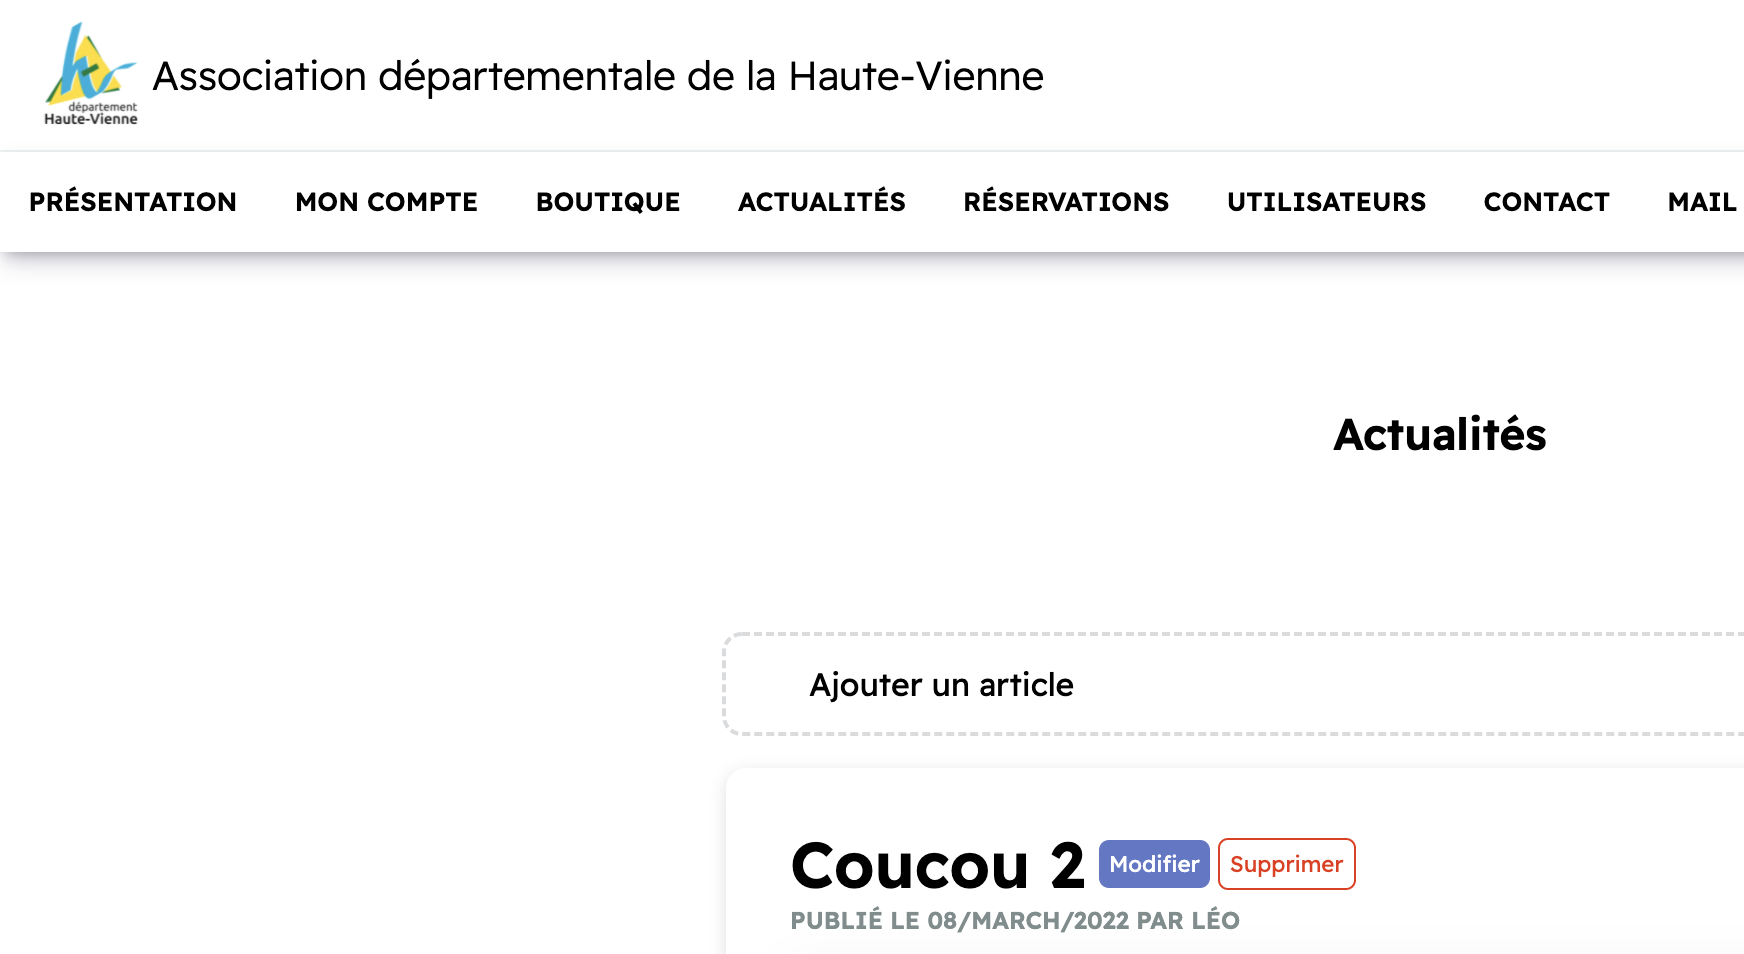 département
Haute-Vienne
Association départementale de la Haute-Vienne
PRÉSENTATION MON COMPTE BOUTIQUE ACTUALITÉS RÉSERVATIONS UTILISATEURS CONTACT MAIL
Actualités
Ajouter un article
Coucou 2 Modifier Supprimer
PUBLIÉ LE 08/MARCH/2022 PAR LÉO